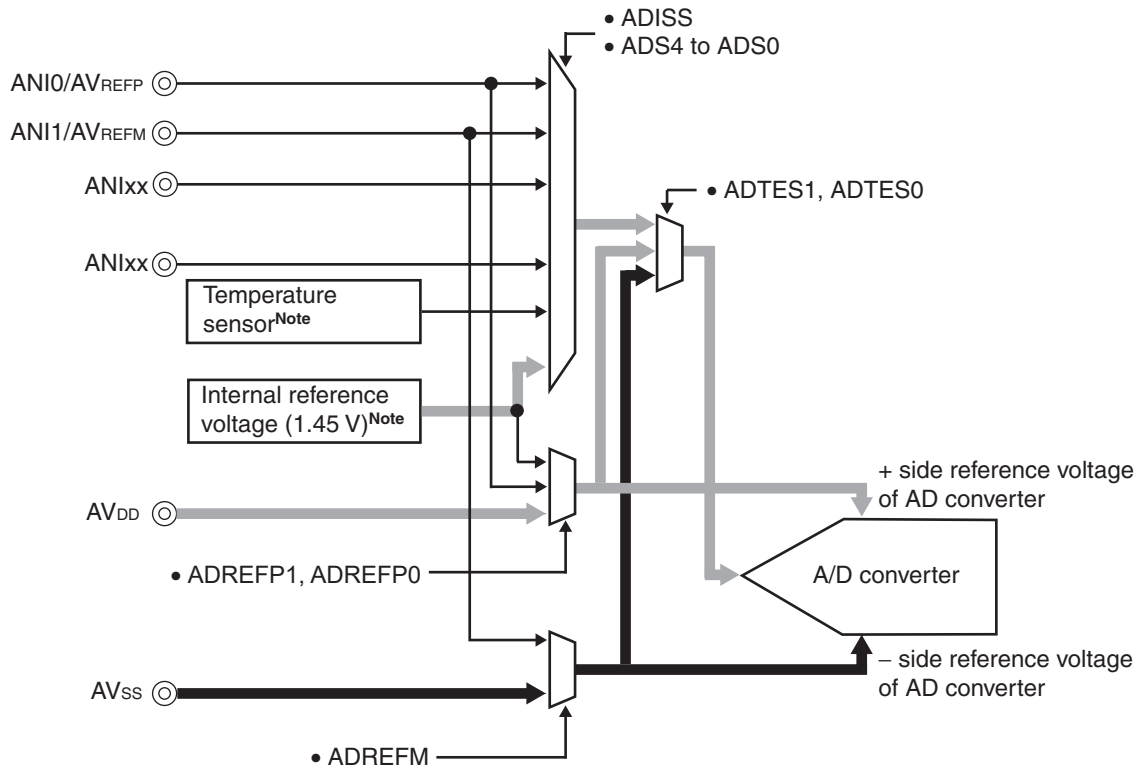 • ADISS
• ADS4 to ADS0
ANI0/AVREFP
ANI1/AVREFM
ANIxx
• ADTES1, ADTES0
ANIxx
Temperature
sensorNote
Internal reference
voltage (1.45 V)Note
+ side reference voltage
of AD converter
AVDD
• ADREFP1, ADREFP0
A/D converter
− side reference voltage
of AD converter
AVSS
• ADREFM